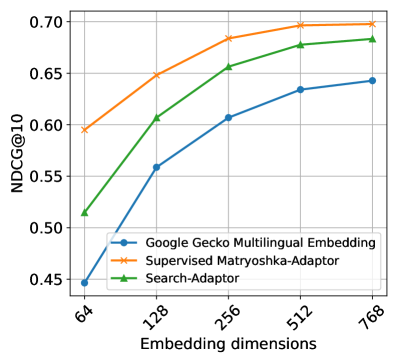 NDCG@10
0.70
0.65
0.60
0.55
0.50
0.45
Google Gecko Multilingual Embedding
Supervised Matryoshka-Adaptor
Search-Adaptor
64 128 256 512 768
Embedding dimensions